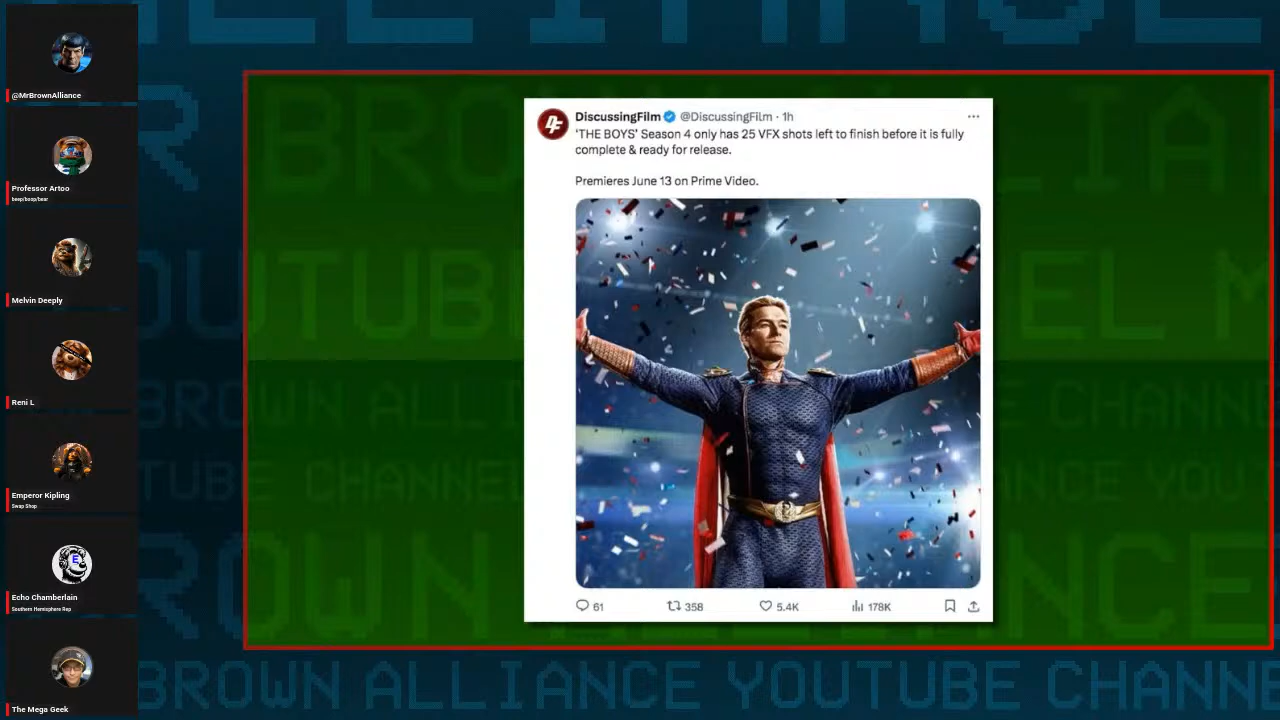 @MrBrownAlliance
Professor Artoo
beep/boop/bear
Melvin Deeply
Reni L
Emperor Kipling
Swap Shop
Echo Chamberlain
E
Southern Hemisphere Rep
The Mega Geek
DiscussingFilm @DiscussingFilm · 1h
'THE BOYS' Season 4 only has 25 VFX shots left to finish before it is fully
complete & ready for release.
Premieres June 13 on Prime Video.
61 358 5.4K 178K
BROWN ALLIANCE YOUTUBE CHANNE